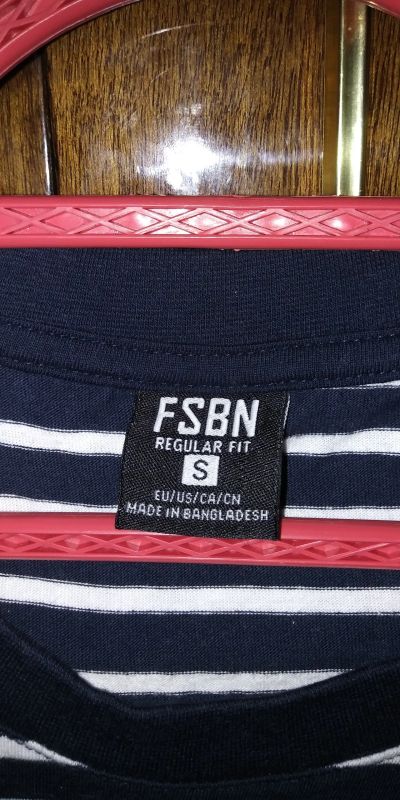 FSBN
REGULAR FIT
S
EU/US/CA/CN
MADE IN BANGLADESH